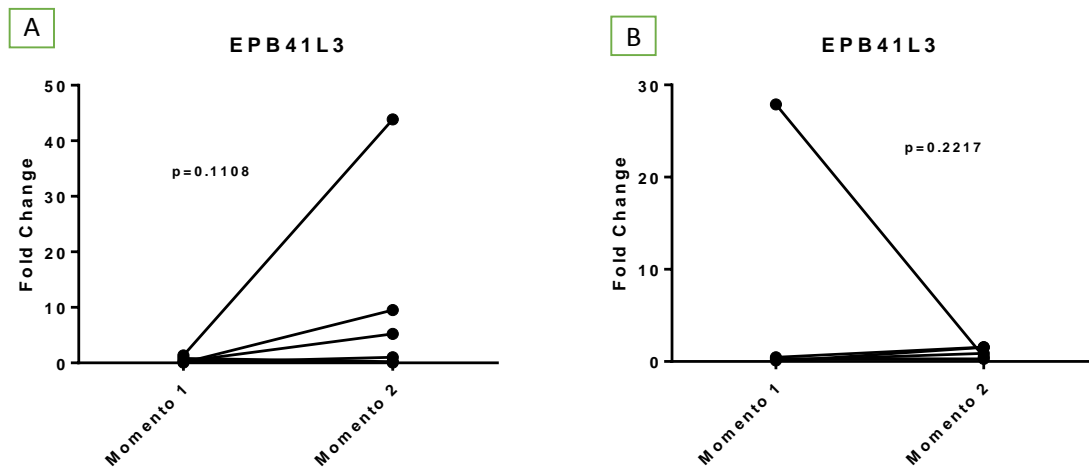 A
EPB41L3
50
40
30
20
10
0
Fold Change
p=0.1108
Momento 1
Momento 2
B
EPB41L3
30
20
10
0
Fold Change
p=0.2217
Momento 1
Momento 2